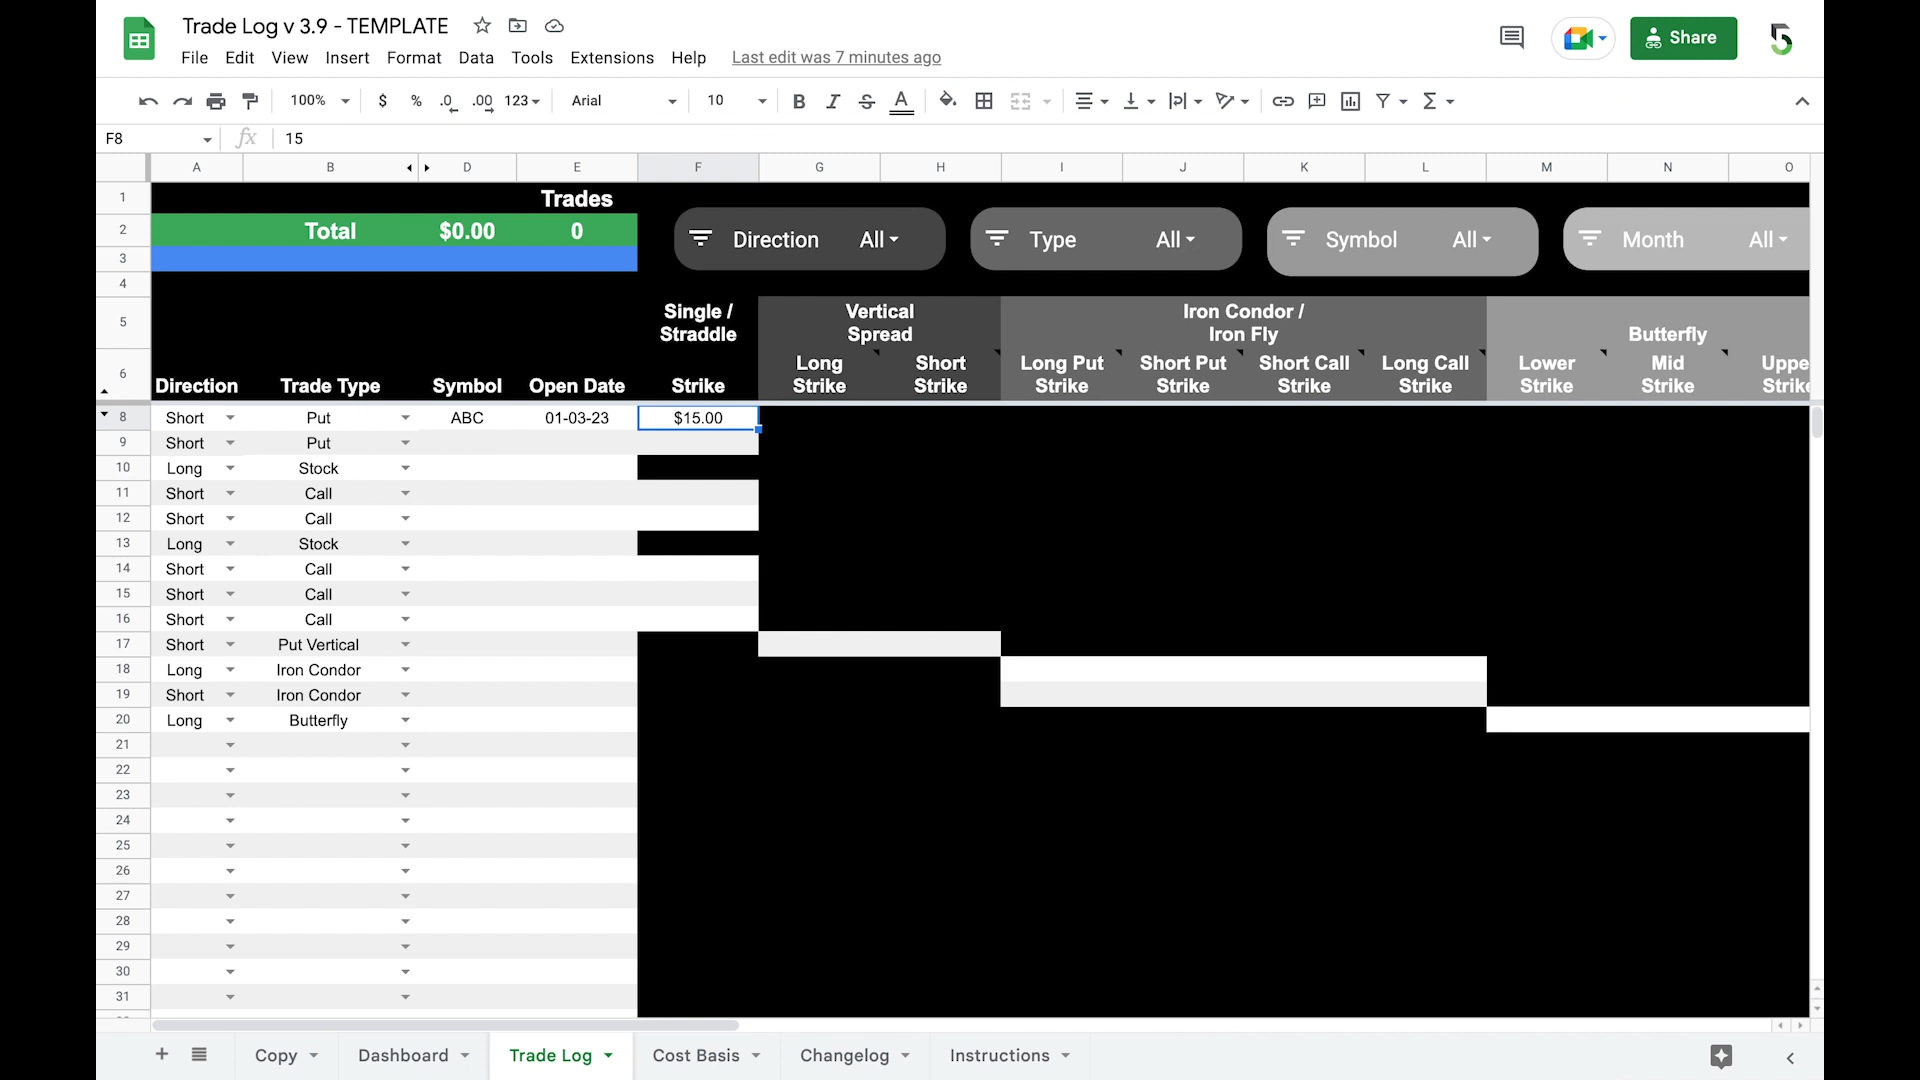 Trade Log v 3.9 - TEMPLATE
File Edit View Insert Format Data Tools Extensions Help Last edit was 7 minutes ago
Share
100% $ % .0 .00 123 Arial 10 B I S A
F8 fx 15
A B D E F G H I J K L M N O
1 Trades
2 Total $0.00 0
Direction All Type All Symbol All Month All
3
4
5 Single / Straddle Vertical Spread Iron Condor / Iron Fly Butterfly
6 Direction Trade Type Symbol Open Date Strike Long Strike Short Strike Long Put Strike Short Put Strike Short Call Strike Long Call Strike Lower Strike Mid Strike Uppe Strik
8 Short Put ABC 01-03-23 $15.00
9 Short Put
10 Long Stock
11 Short Call
12 Short Call
13 Long Stock
14 Short Call
15 Short Call
16 Short Call
17 Short Put Vertical
18 Long Iron Condor
19 Short Iron Condor
20 Long Butterfly
21
22
23
24
25
26
27
28
29
30
31
Copy Dashboard Trade Log Cost Basis Changelog Instructions